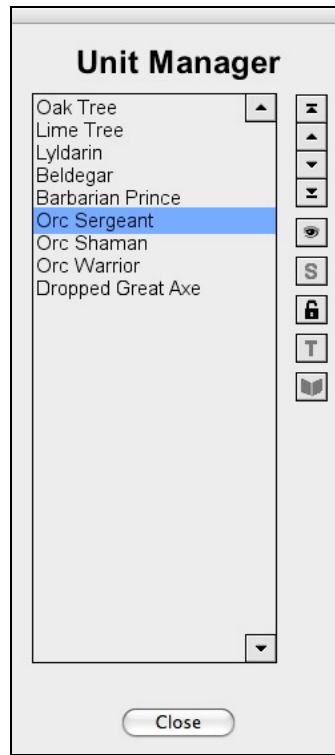 Unit Manager
Oak Tree
Lime Tree
Lyldarin
Beldegar
Barbarian Prince
Orc Sergeant
Orc Shaman
Orc Warrior
Dropped Great Axe
S
T
Close